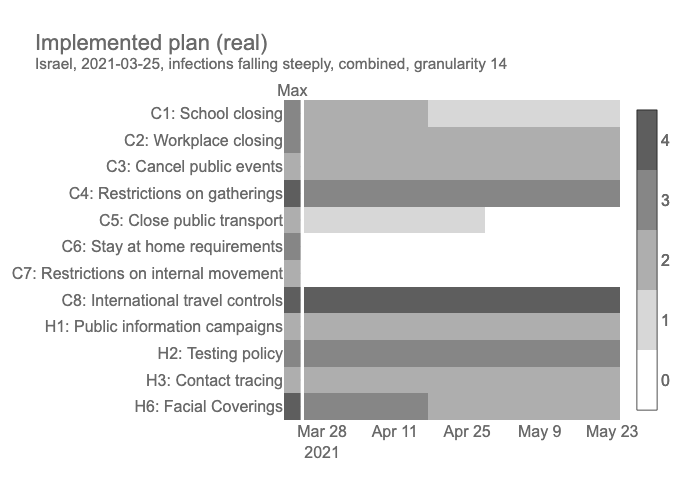 Implemented plan (real)
Israel, 2021-03-25, infections falling steeply, combined, granularity 14
Max
C1: School closing
C2: Workplace closing
C3: Cancel public events
C4: Restrictions on gatherings
C5: Close public transport
C6: Stay at home requirements
C7: Restrictions on internal movement
C8: International travel controls
H1: Public information campaigns
H2: Testing policy
H3: Contact tracing
H6: Facial Coverings
Mar 28 Apr 11 Apr 25 May 9 May 23
2021
4
3
2
1
0